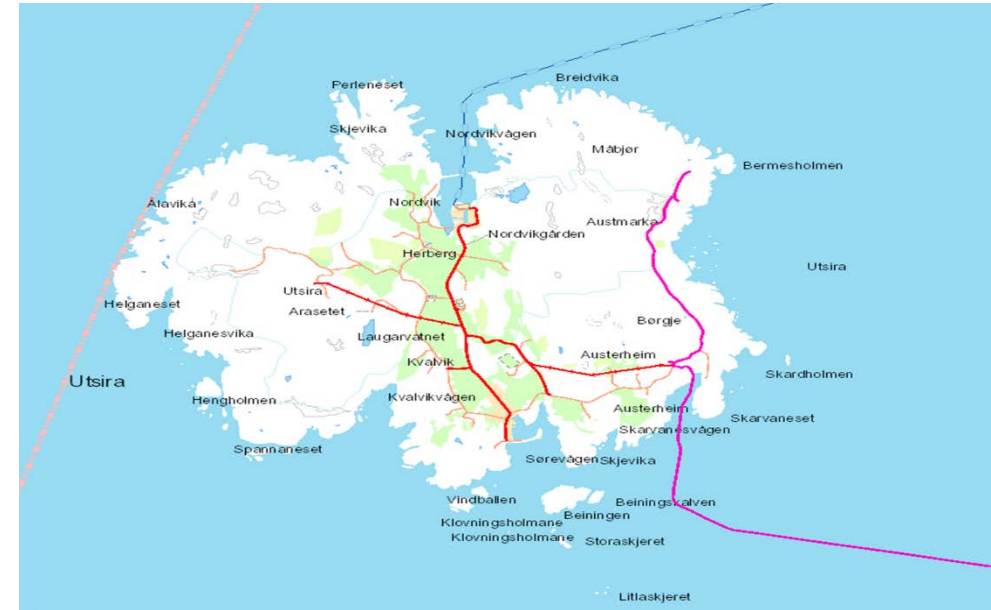 Breidvika
Perleneset
Skjevika
Nordvikvågen
Måbjør
Bermesholmen
Nordvik
Ålavika
Austmarka
Nordvikgården
Herberg
Utsira
Utsira
Helganeset
Arasetet
Børgje
Helganesvika
Laugarvatnet
Austerheim
Kvalvik
Skardholmen
Utsira
Kvalvikvågen
Hengholmen
Austerheim
Skarvaneset
Skarvanesvågen
Spannaneset
Sørevågen
Skjevika
Vindballen
Beiningskalven
Beiningen
Klovningsholmane
Klovningsholmane
Storaskjeret
Litlaskjeret